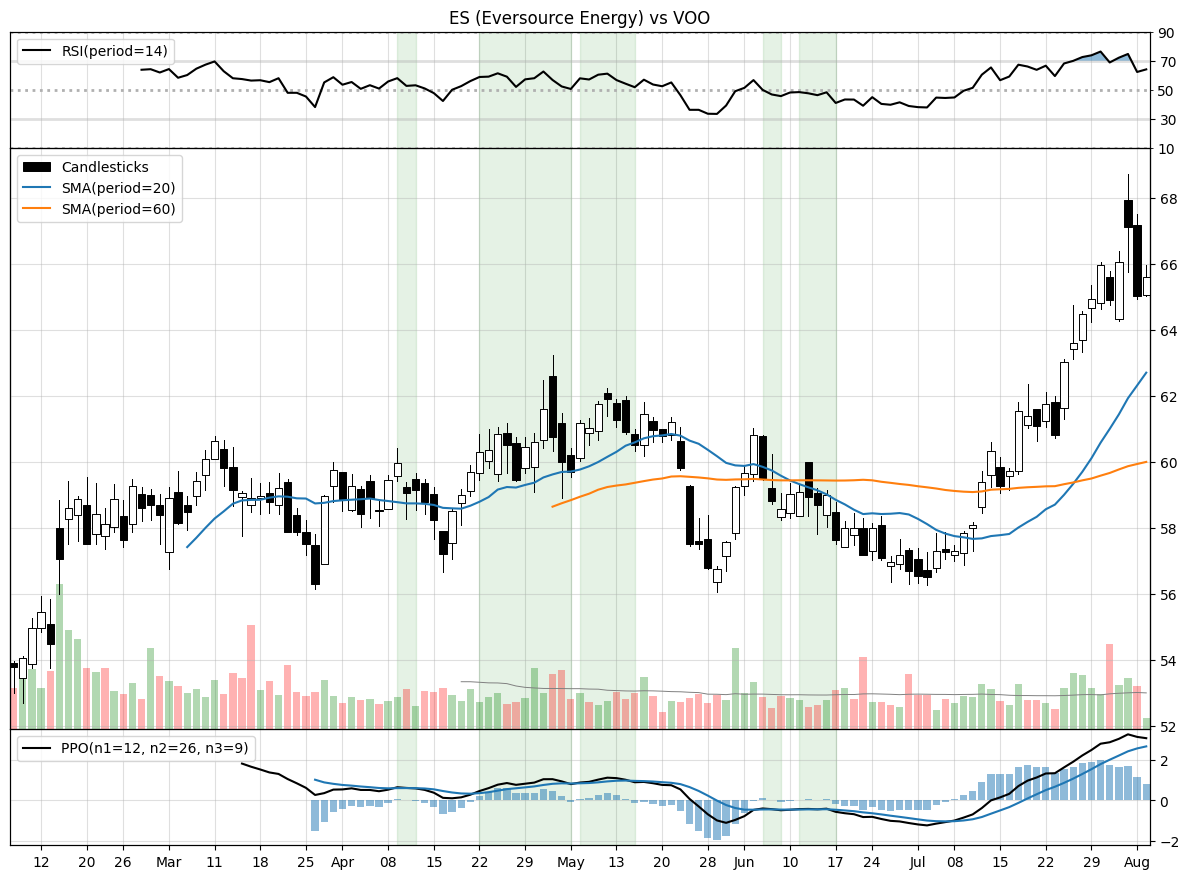 ES (Eversource Energy) vs VOO
RSI(period=14)
90
70
50
30
10
Candlesticks
SMA(period=20)
SMA(period=60)
68
66
64
62
60
58
56
54
52
PPO(n1=12, n2=26, n3=9)
2
0
−2
12 20 26 Mar 11 18 25 Apr 08 15 22 29 May 13 20 28 Jun 10 17 24 Jul 08 15 22 29 Aug